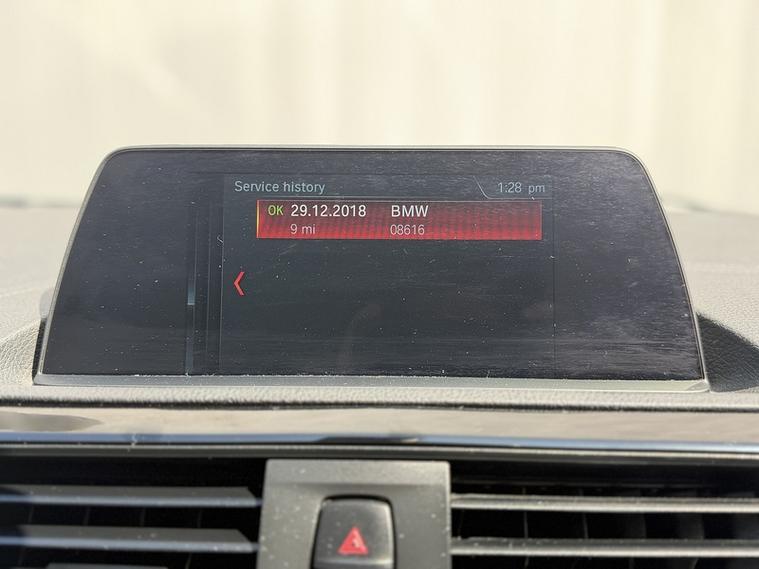 Service history 1:28 pm
OK 29.12.2018 BMW
9 mi 08616